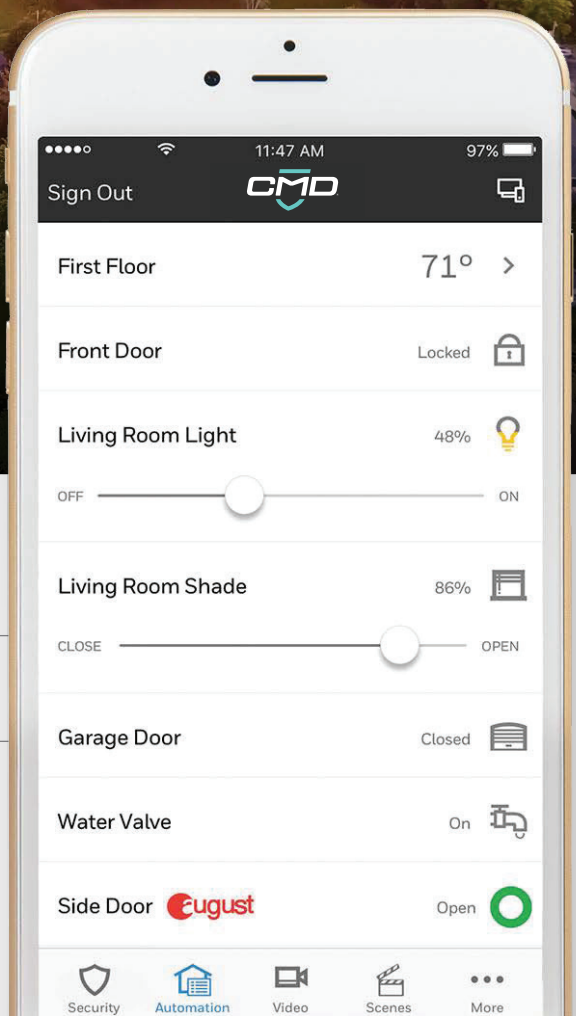 11:47 AM 97%
Sign Out CMD
First Floor 71°
Front Door Locked
Living Room Light 48%
OFF ON
Living Room Shade 86%
CLOSE OPEN
Garage Door Closed
Water Valve On
Side Door august Open
Security Automation Video Scenes More